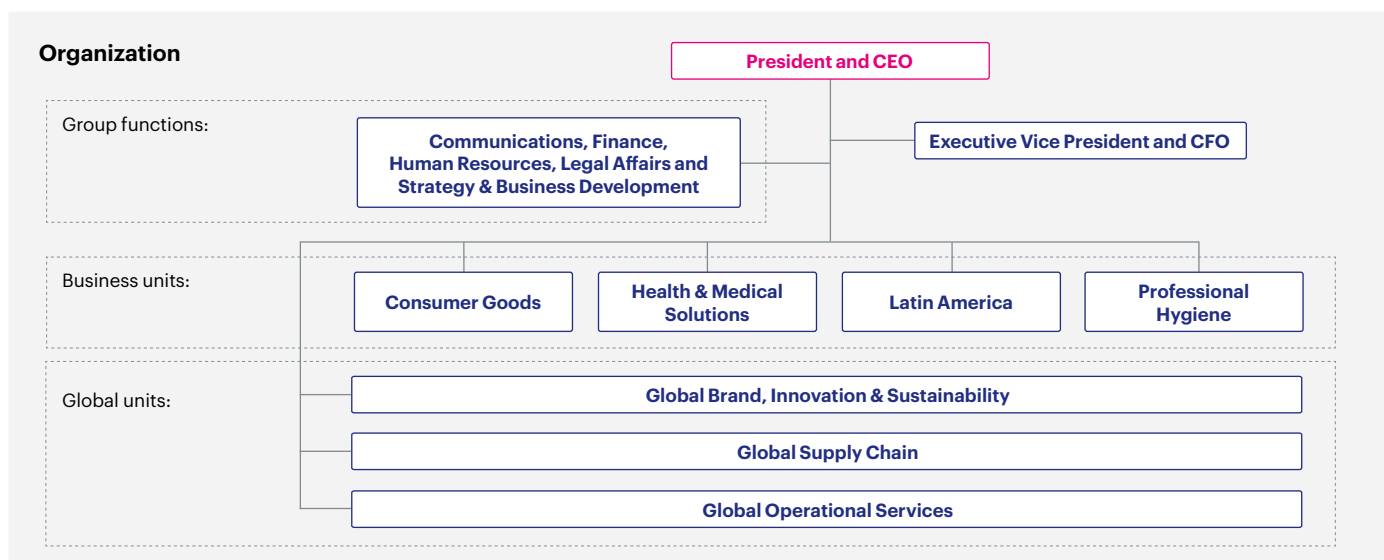 Organization
President and CEO
Group functions:
Communications, Finance,
Human Resources, Legal Affairs and
Strategy & Business Development
Executive Vice President and CFO
Business units:
Consumer Goods
Health & Medical
Solutions
Latin America
Professional
Hygiene
Global units:
Global Brand, Innovation & Sustainability
Global Supply Chain
Global Operational Services